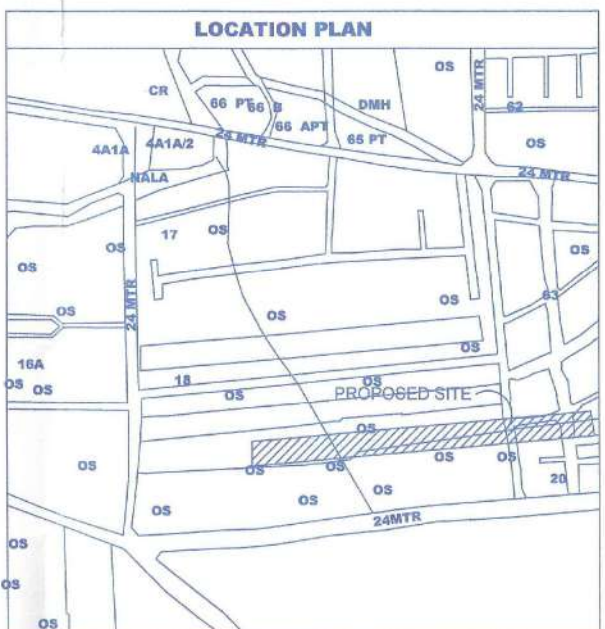 LOCATION PLAN
OS
CR
24 MTR
66 PT
66 B
DMH
62
66 APT
65 PT
24 MTR
OS
4A1A
4A1A/2
24 MTR
NALA
17
OS
OS
OS
OS
OS
63
24 MTR
OS
OS
OS
16A
18
OS
OS
OS
OS
PROPOSED SITE
OS
OS
OS
OS
OS
OS
20
OS
OS
OS
24MTR
OS
OS
OS